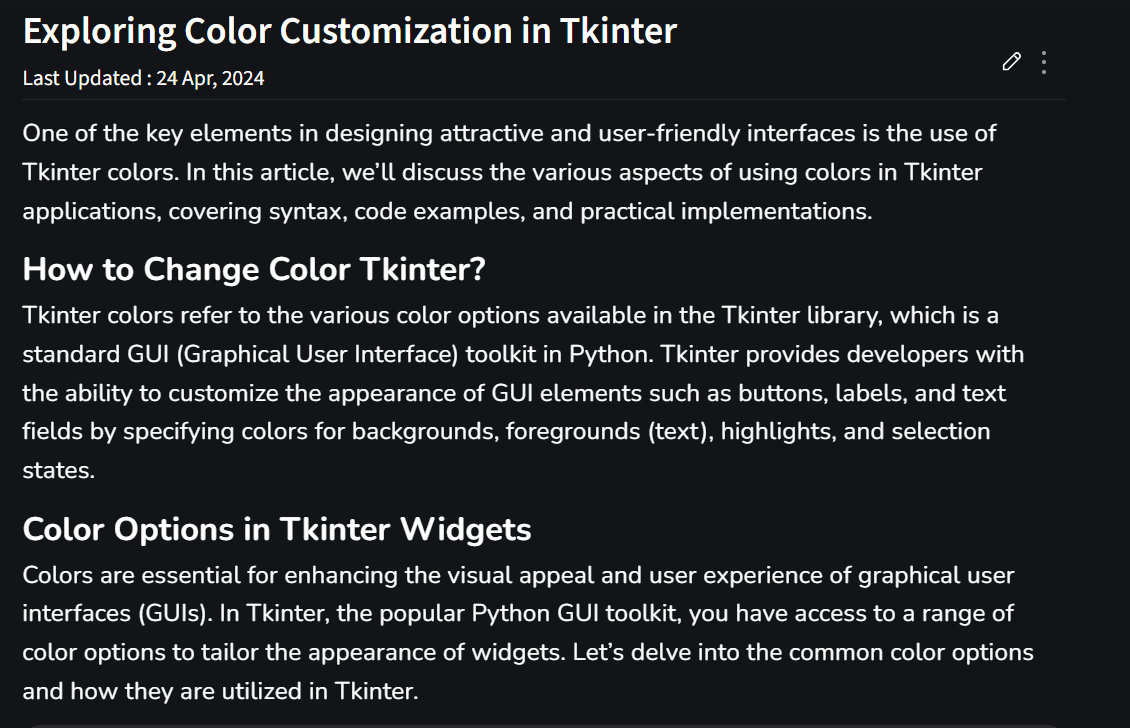 Exploring Color Customization in Tkinter
Last Updated : 24 Apr, 2024
One of the key elements in designing attractive and user-friendly interfaces is the use of
Tkinter colors. In this article, we’ll discuss the various aspects of using colors in Tkinter
applications, covering syntax, code examples, and practical implementations.
How to Change Color Tkinter?
Tkinter colors refer to the various color options available in the Tkinter library, which is a
standard GUI (Graphical User Interface) toolkit in Python. Tkinter provides developers with
the ability to customize the appearance of GUI elements such as buttons, labels, and text
fields by specifying colors for backgrounds, foregrounds (text), highlights, and selection
states.
Color Options in Tkinter Widgets
Colors are essential for enhancing the visual appeal and user experience of graphical user
interfaces (GUIs). In Tkinter, the popular Python GUI toolkit, you have access to a range of
color options to tailor the appearance of widgets. Let’s delve into the common color options
and how they are utilized in Tkinter.